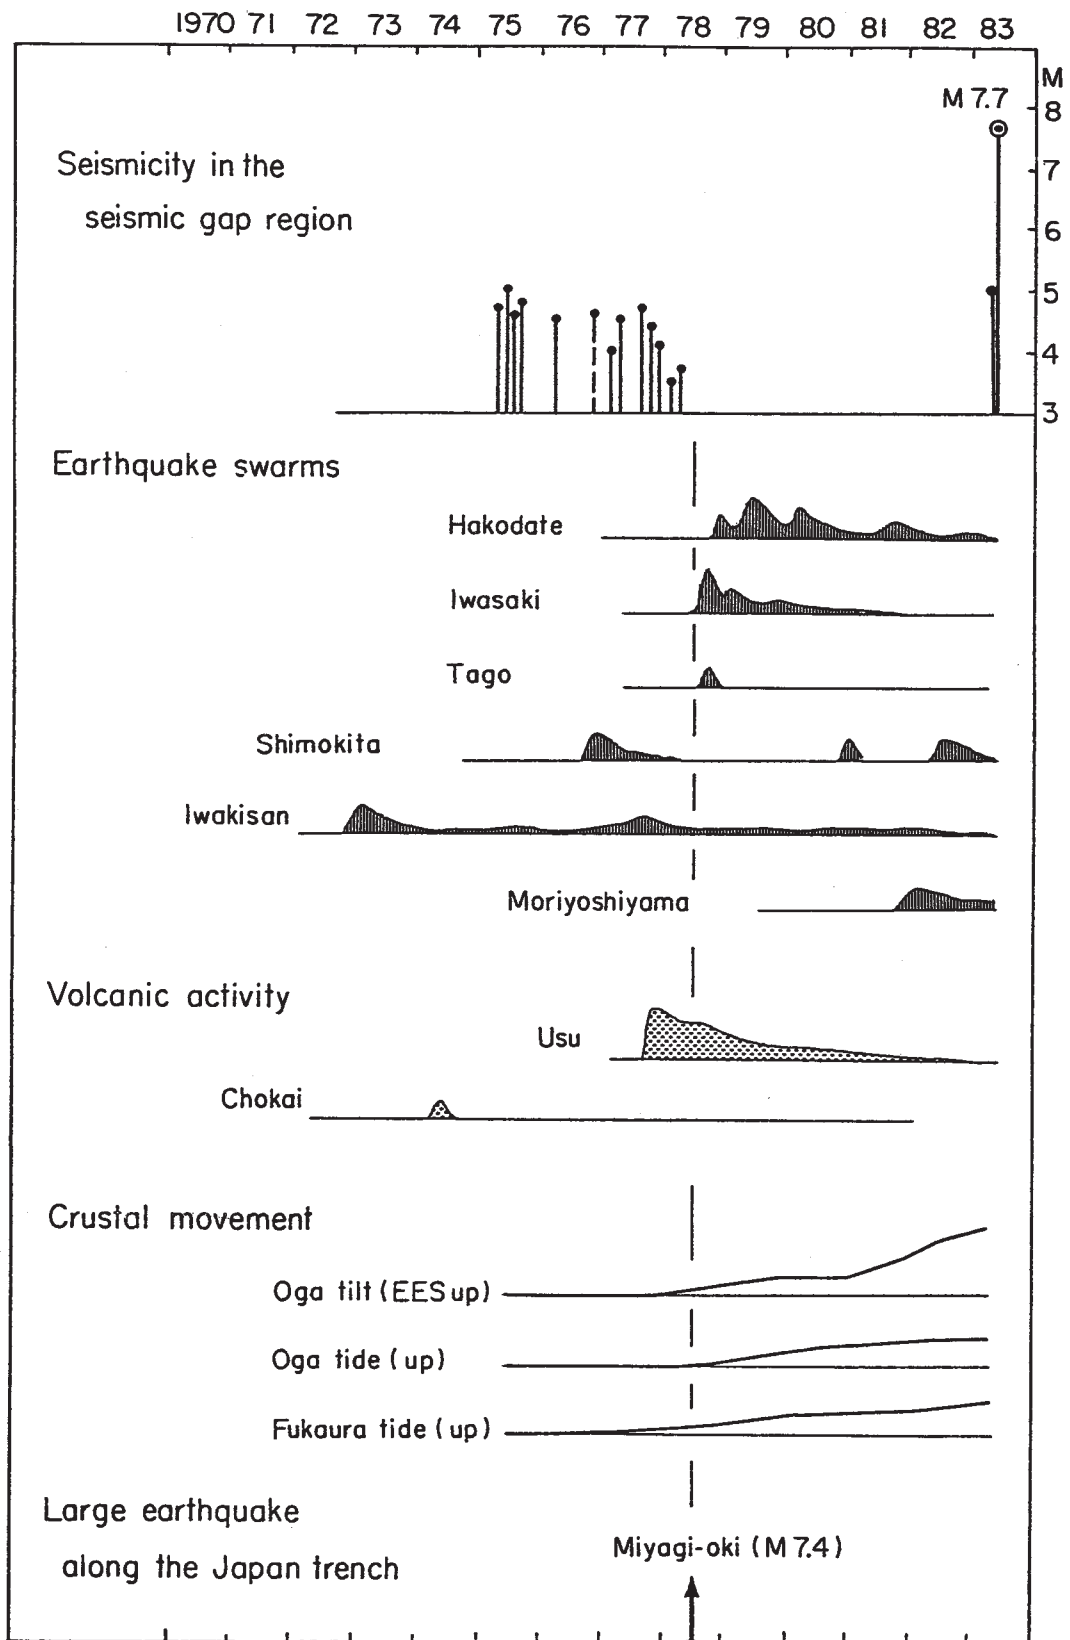 1970 71 72 73 74 75 76 77 78 79 80 81 82 83
M
M 7.7
8
Seismicity in the
7
seismic gap region
6
5
4
3
Earthquake swarms
Hakodate
Iwasaki
Tago
Shimokita
Iwakisan
Moriyoshiyama
Volcanic activity
Usu
Chokai
Crustal movement
Oga tilt (EES up)
Oga tide (up)
Fukaura tide (up)
Large earthquake
Miyagi-oki (M 7.4)
along the Japan trench